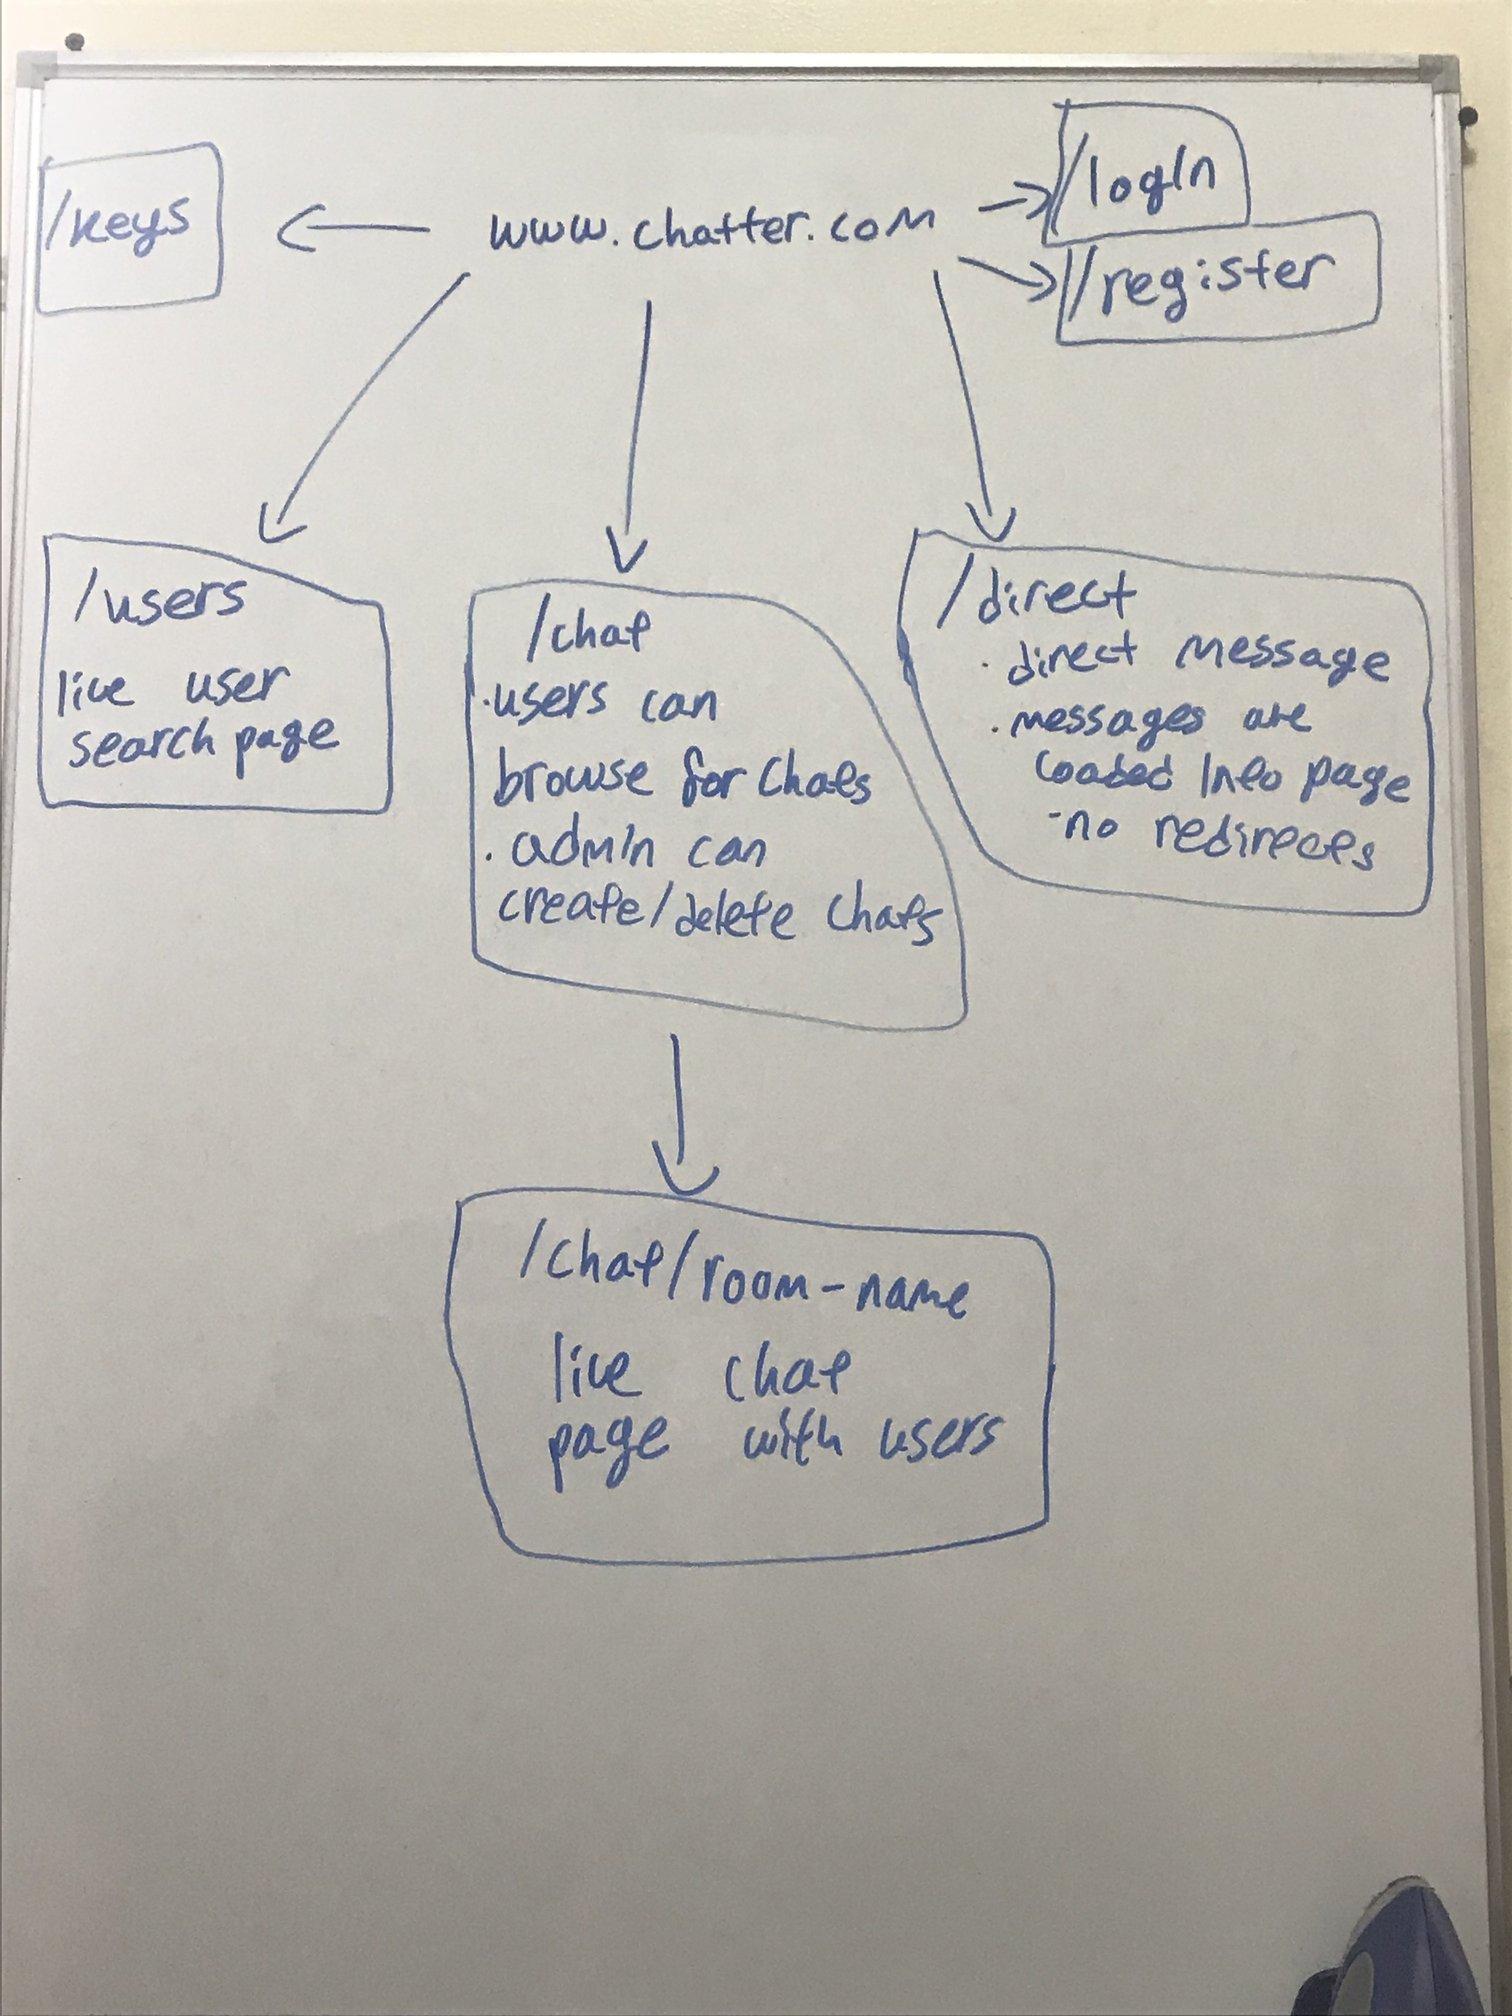 /keys
www.chatter.com
/login
/register
/users
live user
search page
/chat
.users can
browse for chats
.admin can
create/delete chats
/direct
. direct message
.messages are
loaded into page
-no redirects
/chat/room-name
live chat
page with users